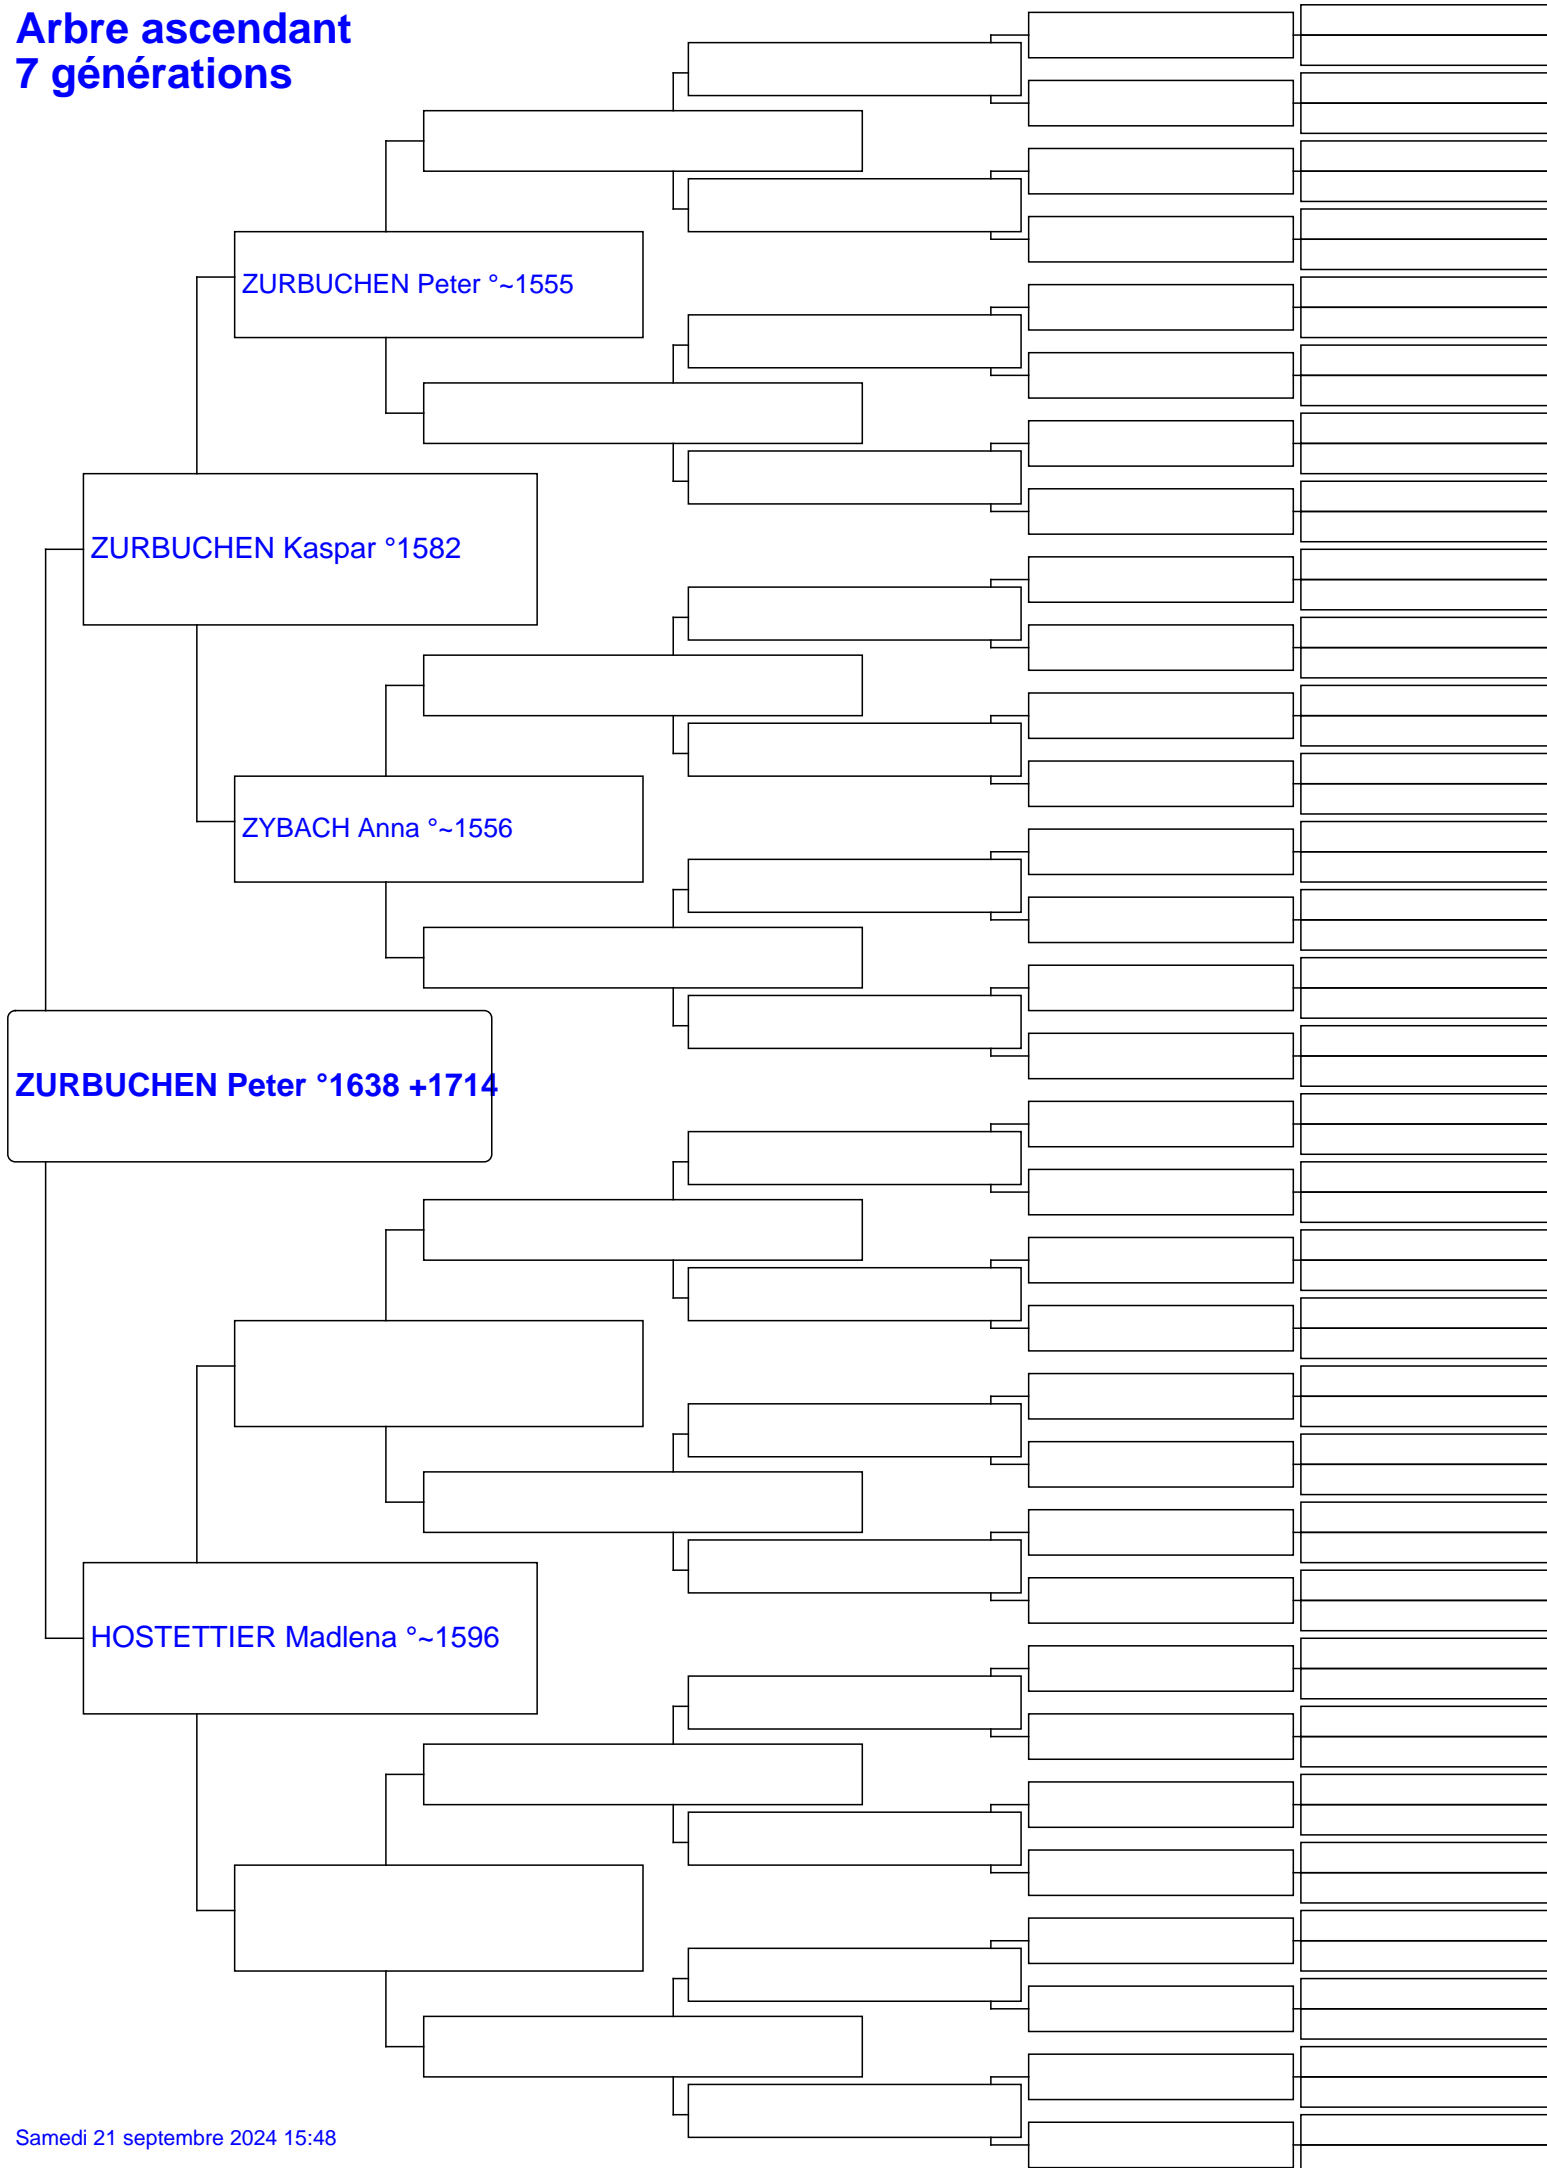 Arbre ascendant
7 générations
ZURBUCHEN Peter °~1555
ZURBUCHEN Kaspar °1582
ZYBACH Anna °~1556
ZURBUCHEN Peter °1638 +1714
HOSTETTIER Madlena °~1596
Samedi 21 septembre 2024 15:48